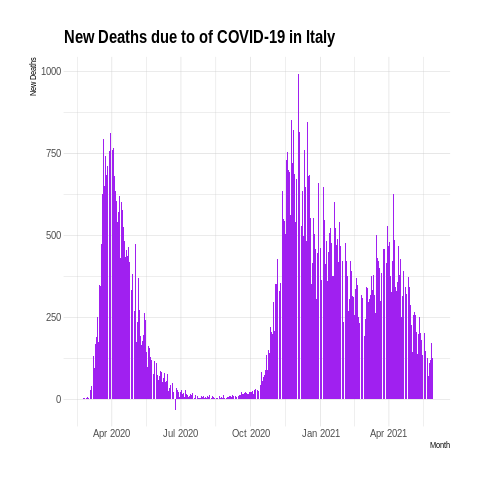 New Deaths due to of COVID-19 in Italy
New Deaths
1000
750
500
250
0
Apr 2020 Jul 2020 Oct 2020 Jan 2021 Apr 2021
Month